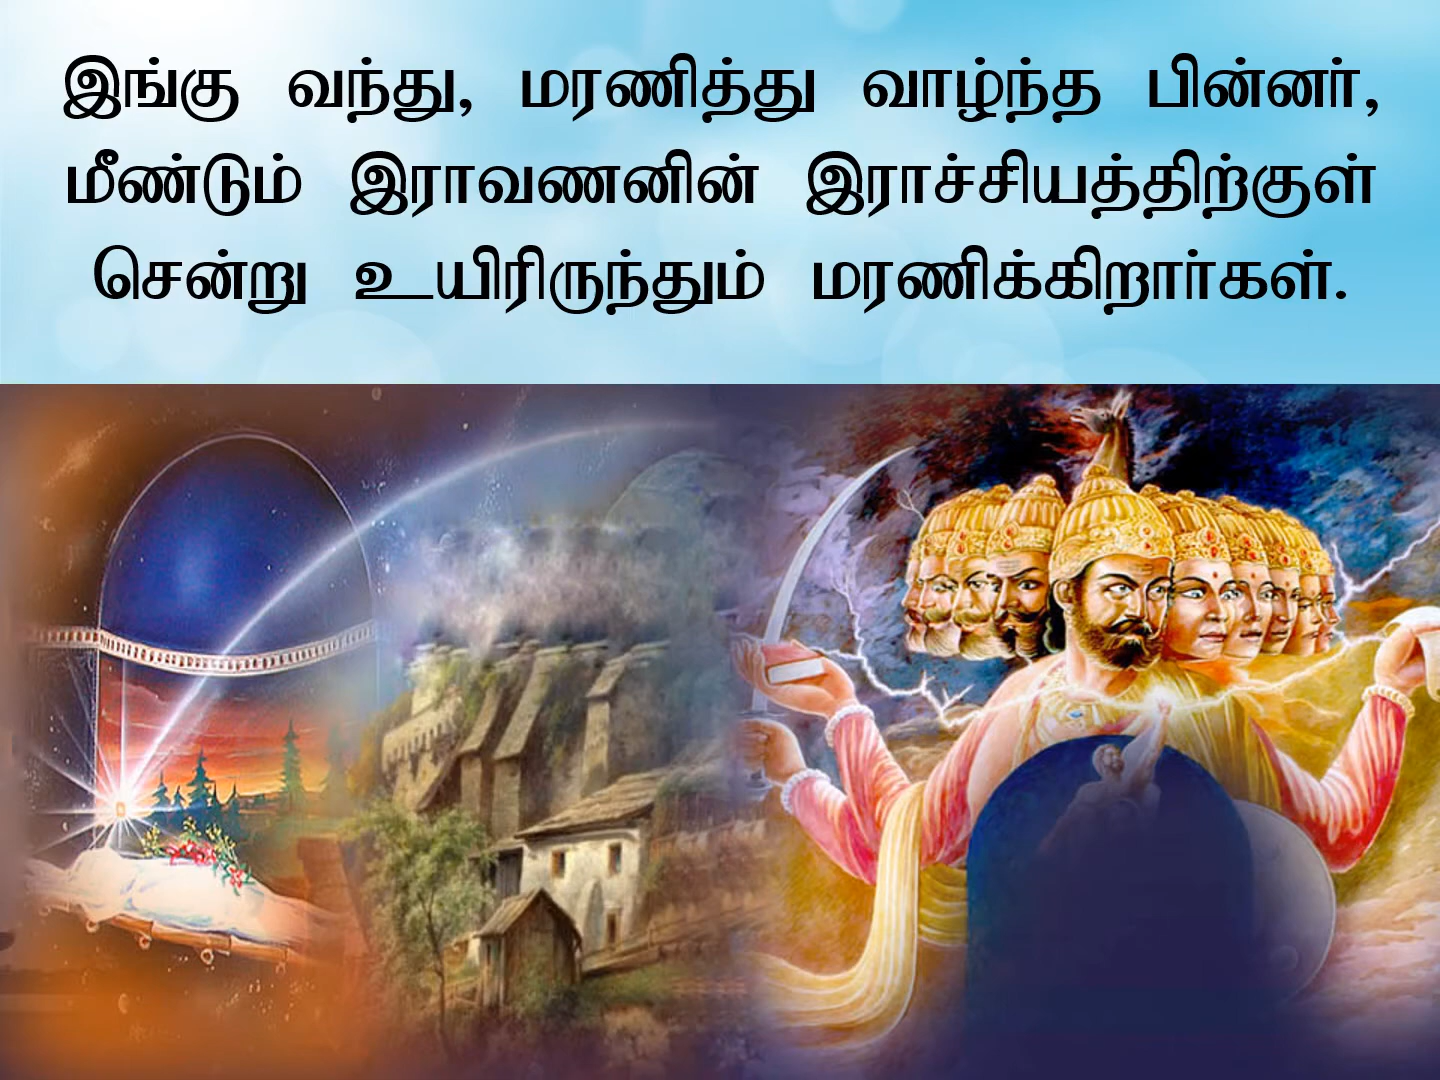 இங்கு வந்து, மரணித்து வாழ்ந்த பின்னர்,
மீண்டும் இராவணனின் இராச்சியத்திற்குள்
சென்று உயிரிருந்தும் மரணிக்கிறார்கள்.